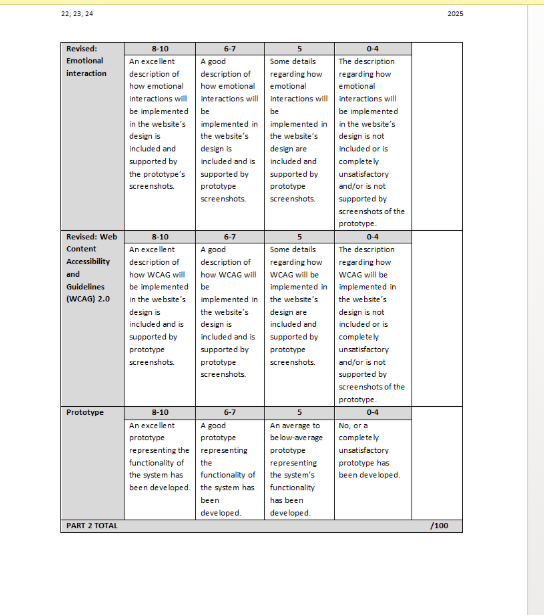 22; 23; 24
2025
Revised:
Emotional
interaction
8-10
An excellent
description of
how emotional
interactions will
be implemented
in the website's
design is
included and
supported by
the prototype's
screenshots.
6-7
A good
description of
how emotional
interactions will
be
implemented in
the website's
design is
included and is
supported by
prototype
screenshots.
5
Some details
regarding how
emotional
interactions will
be
implemented in
the website's
design are
included and
supported by
prototype
screenshots.
0-4
The description
regarding how
emotional
interactions will
be implemented
in the website's
design is not
included or is
completely
unsatisfactory
and/or is not
supported by
screenshots of the
prototype.
Revised: Web
Content
Accessibility
and
Guidelines
(WCAG) 2.0
8-10
An excellent
description of
how WCAG will
be implemented
in the website's
design is
included and is
supported by
prototype
screenshots.
6-7
A good
description of
how WCAG will
be
implemented in
the website's
design is
included and is
supported by
prototype
screenshots.
5
Some details
regarding how
WCAG will be
implemented in
the website's
design are
included and
supported by
prototype
screenshots.
0-4
The description
regarding how
WCAG will be
implemented in
the website's
design is not
included or is
completely
unsatisfactory
and/or is not
supported by
screenshots of the
prototype.
Prototype
8-10
An excellent
prototype
representing the
functionality of
the system has
been developed.
6-7
A good
prototype
representing
the
functionality of
the system has
been
developed.
5
An average to
below-average
prototype
representing
the system's
functionality
has been
developed.
0-4
No, or a
completely
unsatisfactory
prototype has
been developed.
PART 2 TOTAL
/100